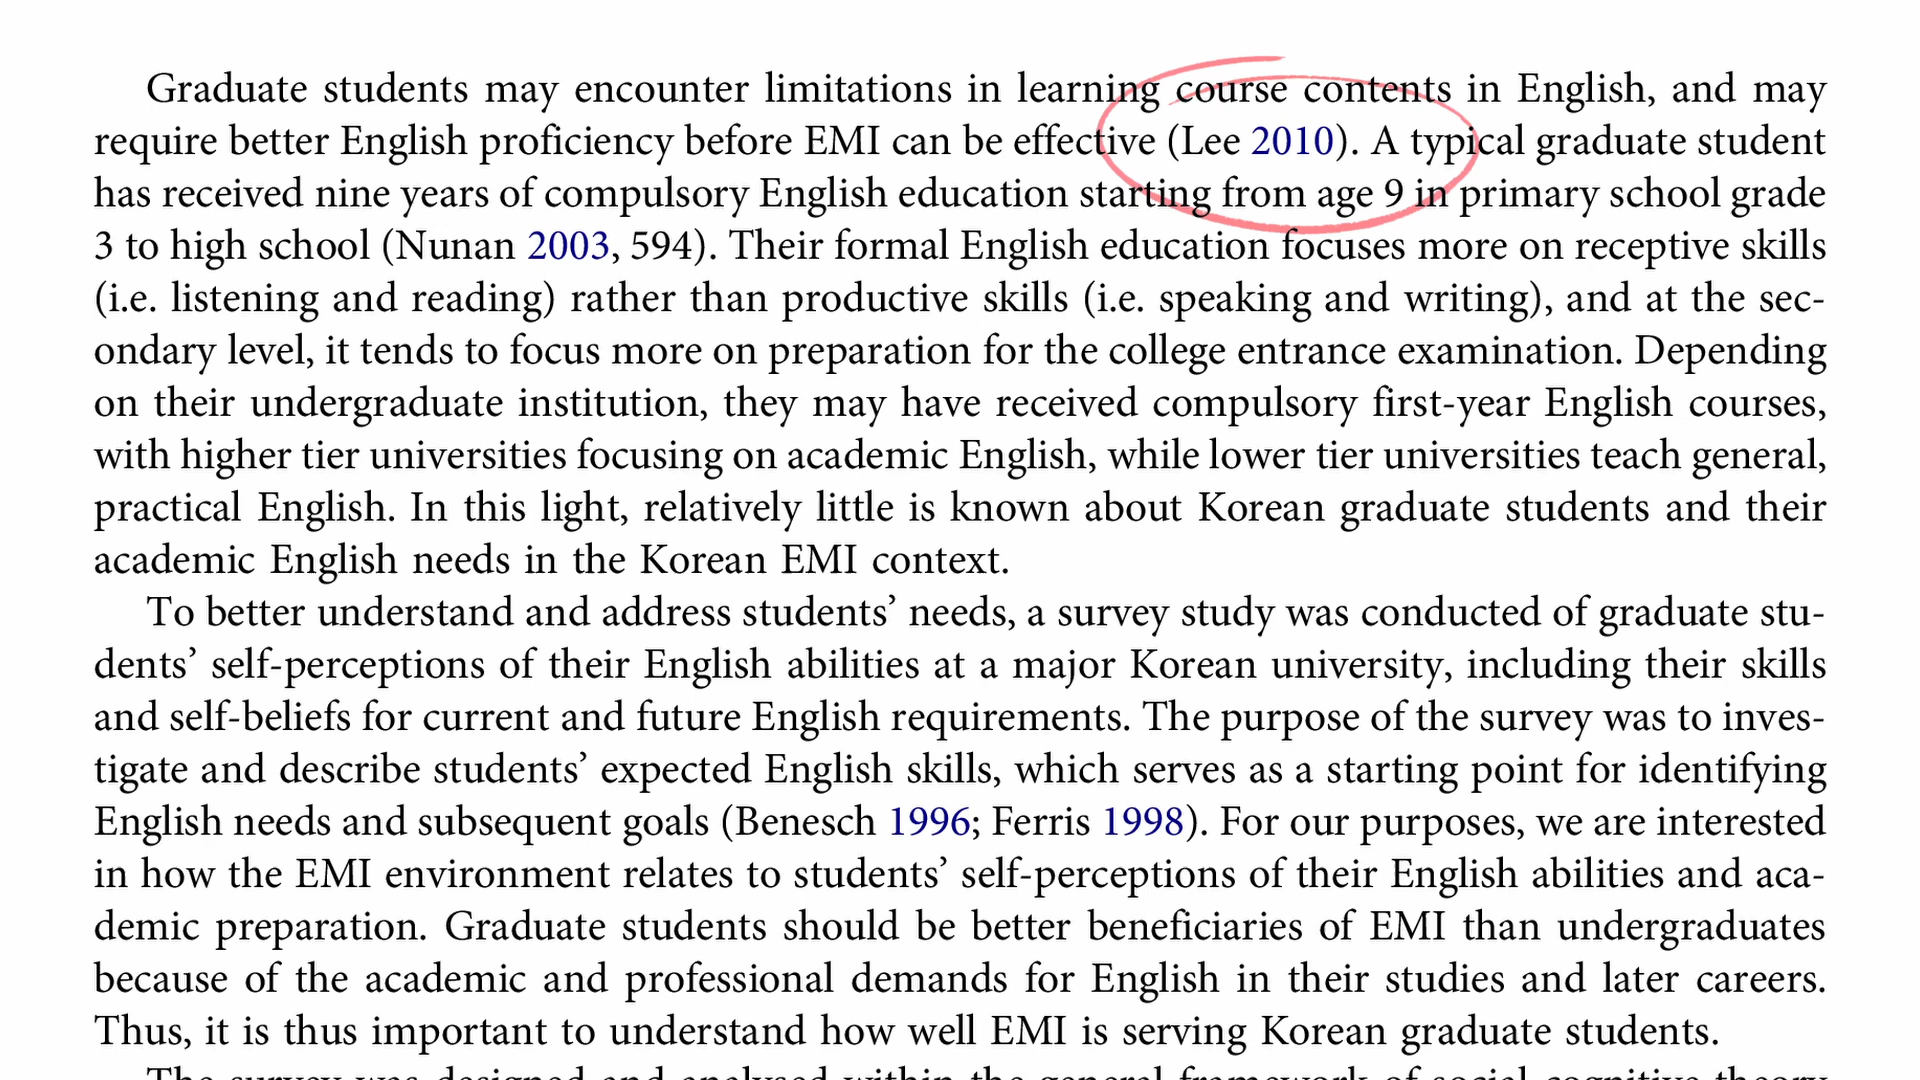 Graduate students may encounter limitations in learning course contents in English, and may
require better English proficiency before EMI can be effective (Lee 2010). A typical graduate student
has received nine years of compulsory English education starting from age 9 in primary school grade
3 to high school (Nunan 2003, 594). Their formal English education focuses more on receptive skills
(i.e. listening and reading) rather than productive skills (i.e. speaking and writing), and at the sec-
ondary level, it tends to focus more on preparation for the college entrance examination. Depending
on their undergraduate institution, they may have received compulsory first-year English courses,
with higher tier universities focusing on academic English, while lower tier universities teach general,
practical English. In this light, relatively little is known about Korean graduate students and their
academic English needs in the Korean EMI context.
To better understand and address students’ needs, a survey study was conducted of graduate stu-
dents’ self-perceptions of their English abilities at a major Korean university, including their skills
and self-beliefs for current and future English requirements. The purpose of the survey was to inves-
tigate and describe students’ expected English skills, which serves as a starting point for identifying
English needs and subsequent goals (Benesch 1996; Ferris 1998). For our purposes, we are interested
in how the EMI environment relates to students’ self-perceptions of their English abilities and aca-
demic preparation. Graduate students should be better beneficiaries of EMI than undergraduates
because of the academic and professional demands for English in their studies and later careers.
Thus, it is thus important to understand how well EMI is serving Korean graduate students.
The survey was designed and analysed within the general framework of social cognitive theory